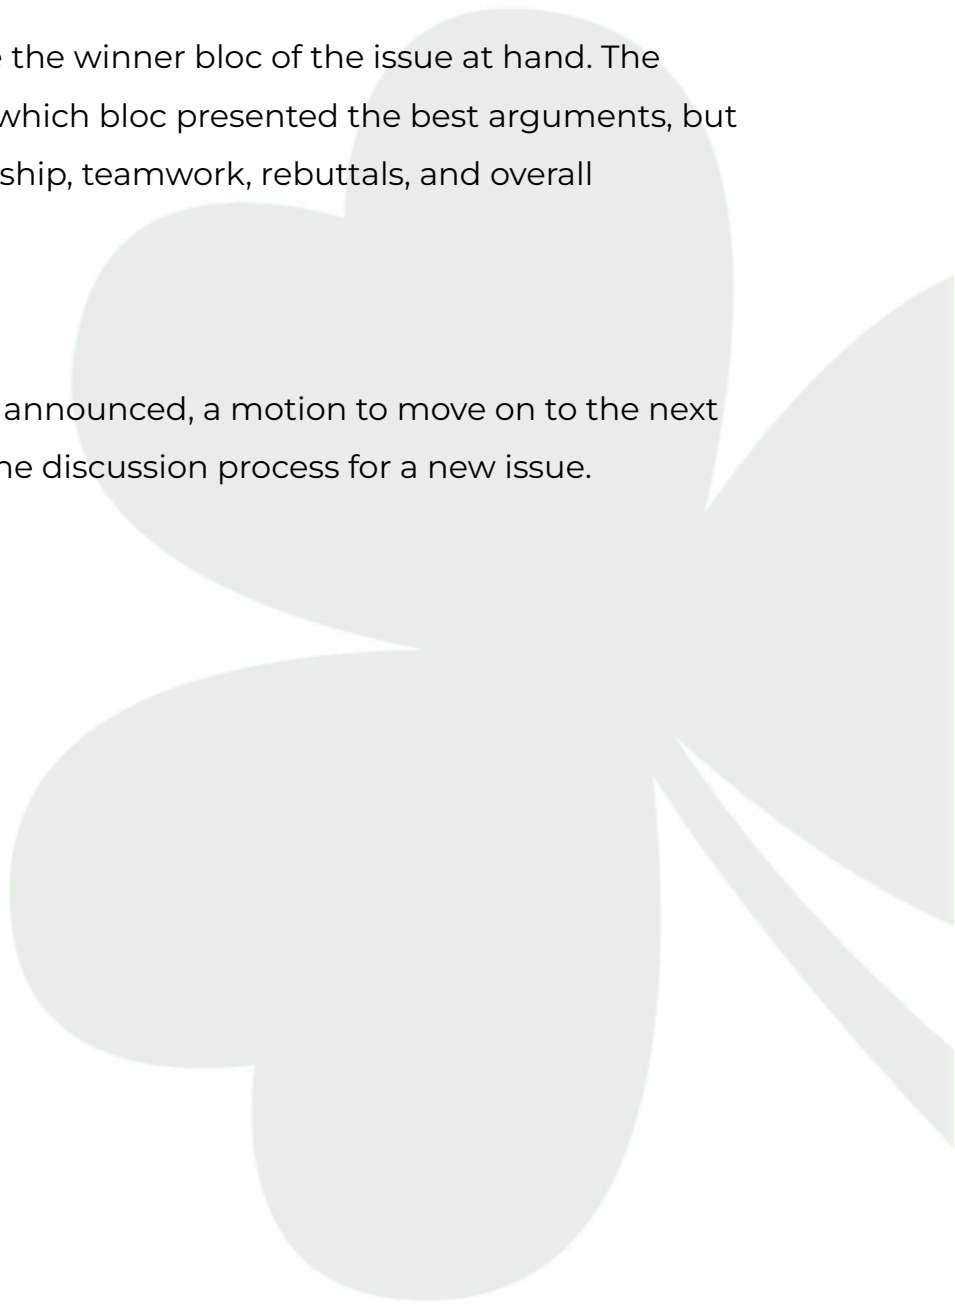 the winner bloc of the issue at hand. The
which bloc presented the best arguments, but
ship, teamwork, rebuttals, and overall
announced, a motion to move on to the next
he discussion process for a new issue.